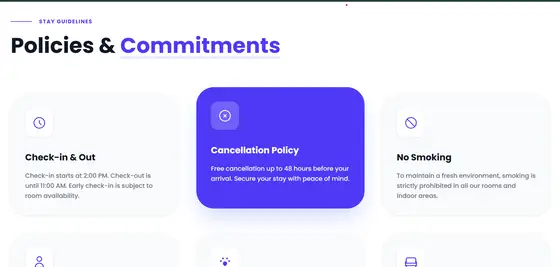 STAY GUIDELINES
Policies & Commitments
Check-in & Out
Check-in starts at 2:00 PM. Check-out is
until 11:00 AM. Early check-in is subject to
room availability.
Cancellation Policy
Free cancellation up to 48 hours before your
arrival. Secure your stay with peace of mind.
No Smoking
To maintain a fresh environment, smoking is
strictly prohibited in all our rooms and
indoor areas.